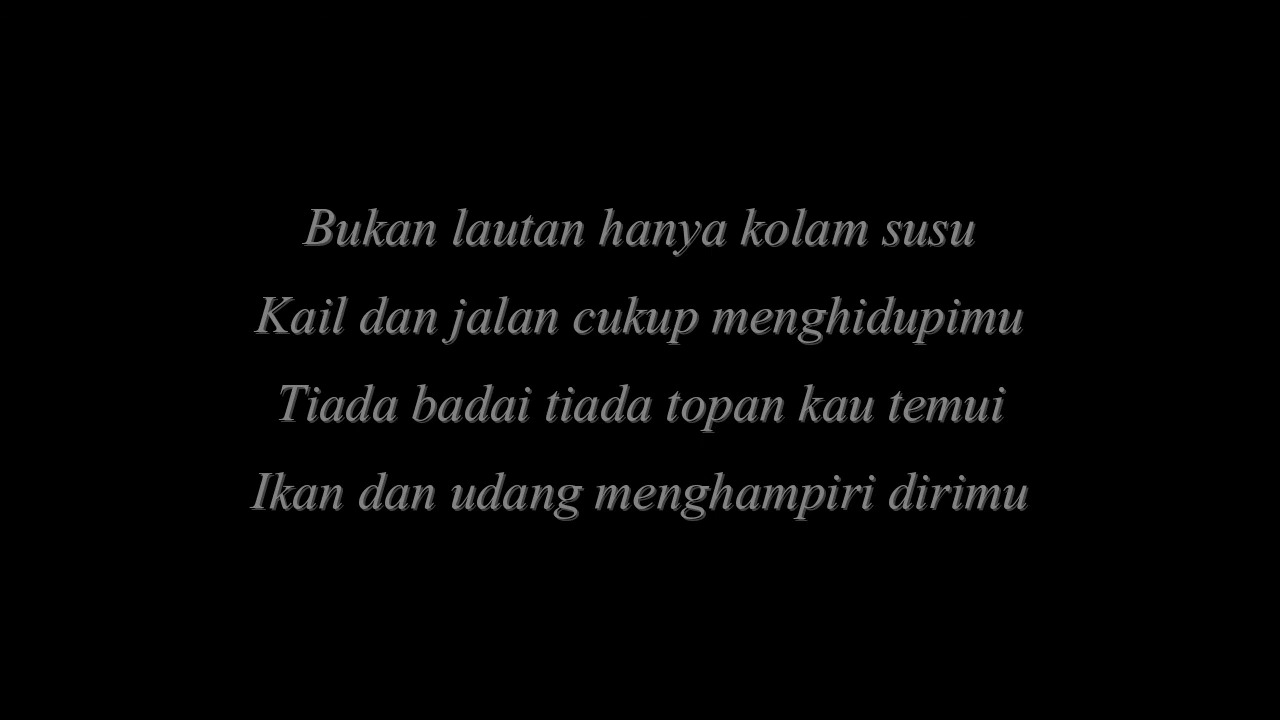 Bukan lautan hanya kolam susu
Kail dan jalan cukup menghidupimu
Tiada badai tiada topan kau temui
Ikan dan udang menghampiri dirimu